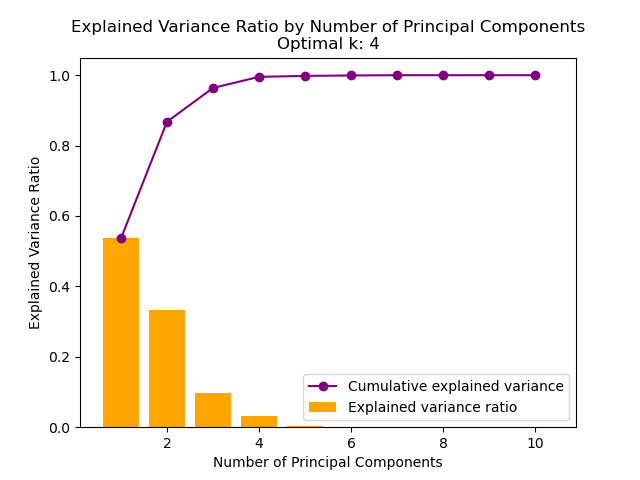 Explained Variance Ratio by Number of Principal Components
Optimal k: 4
Explained Variance Ratio
1.0
0.8
0.6
0.4
0.2
0.0
Cumulative explained variance
Explained variance ratio
2
4
6
8
10
Number of Principal Components